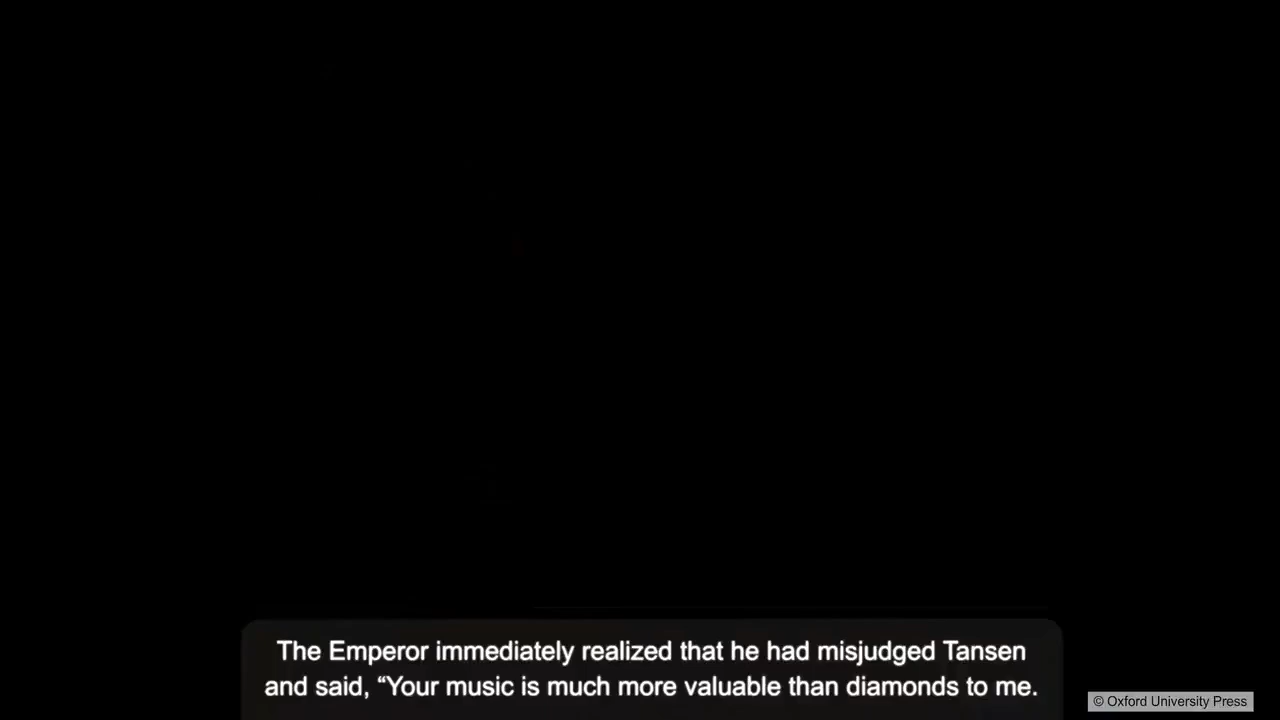 The Emperor immediately realized that he had misjudged Tansen
and said, “Your music is much more valuable than diamonds to me.
© Oxford University Press